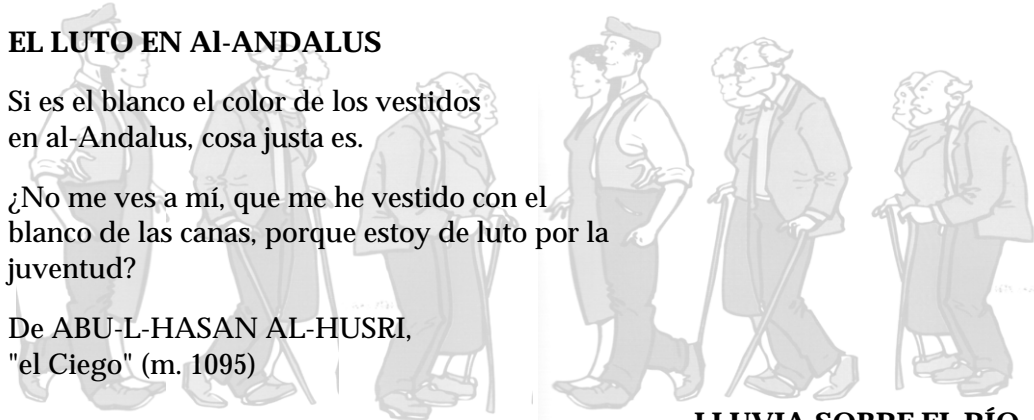 EL LUTO EN Al-ANDALUS
Si es el blanco el color de los vestidos
en al-Andalus, cosa justa es.
¿No me ves a mí, que me he vestido con el
blanco de las canas, porque estoy de luto por la
juventud?
De ABU-L-HASAN AL-HUSRI,
"el Ciego" (m. 1095)
LLUVIA SOBRE EL RÍO